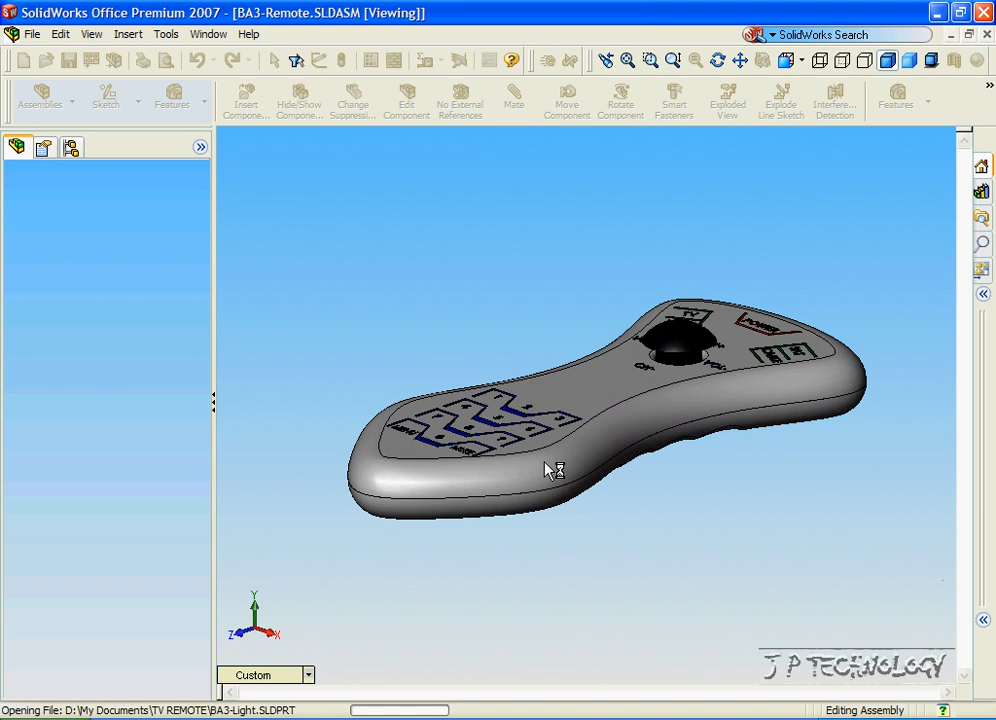 SolidWorks Office Premium 2007 - [BA3-Remote.SLDASM [Viewing]]
File Edit View Insert Tools Window Help
SolidWorks Search
Assemblies Sketch Features
Insert Compone... Hide/Show Compone... Change Suppressi... Edit Component No External References Mate Move Component Rotate Component Smart Fasteners Exploded View Explode Line Sketch Interfere... Detection Features
TV
POWER
VOL
Y
Z
X
Custom
J P TECHNOLOGY
Opening File: D:\My Documents\TV REMOTE\BA3-Light.SLDPRT
Editing Assembly